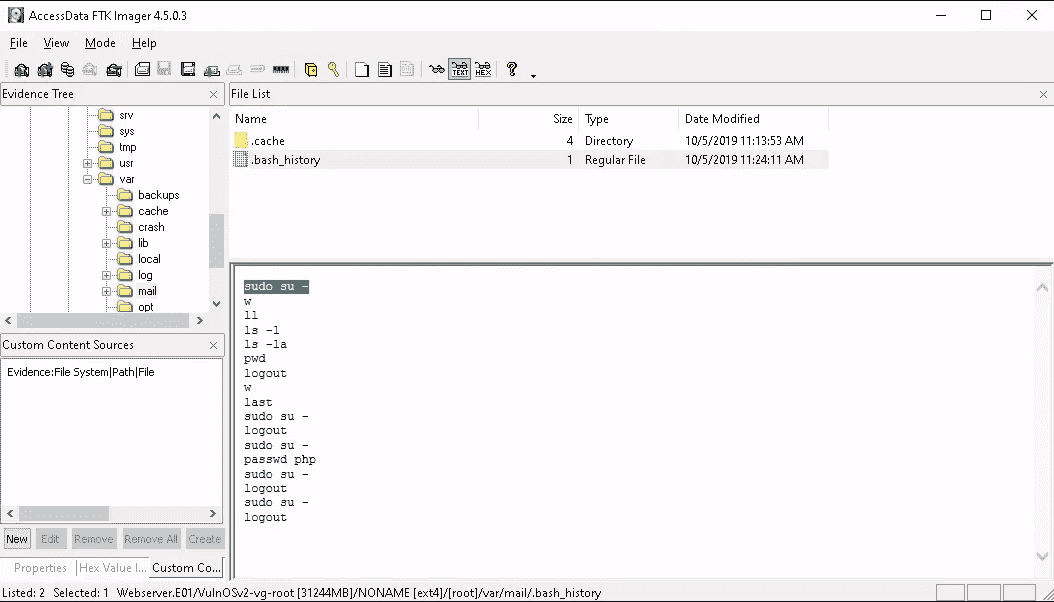 AccessData FTK Imager 4.5.0.3
File View Mode Help
TEXT HEX ?
Evidence Tree
srv
sys
tmp
usr
var
backups
cache
crash
lib
local
log
mail
opt
Custom Content Sources
Evidence:File System|Path|File
New Edit Remove Remove All Create
Properties Hex Value I... Custom Co...
File List
Name Size Type Date Modified
.cache 4 Directory 10/5/2019 11:13:53 AM
.bash_history 1 Regular File 10/5/2019 11:24:11 AM
sudo su -
w
ll
ls -l
ls -la
pwd
logout
w
last
sudo su -
logout
sudo su -
passwd php
sudo su -
logout
sudo su -
logout
Listed: 2 Selected: 1 Webserver.E01/VulnOSv2-vg-root [31244MB]/NONAME [ext4]/[root]/var/mail/.bash_history